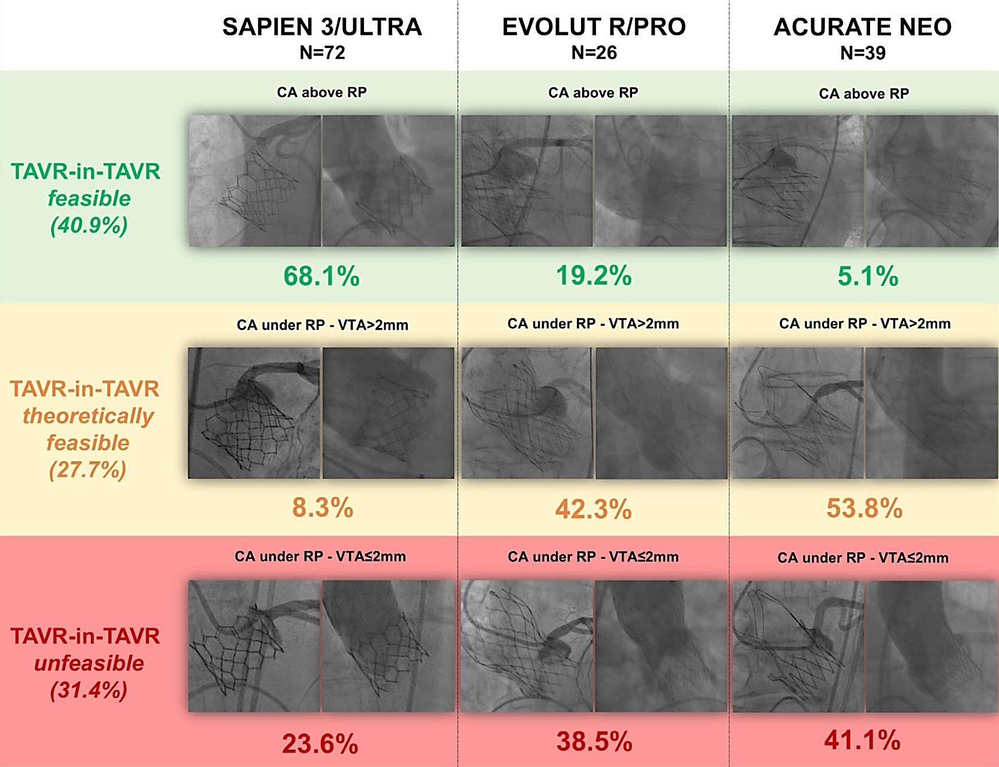 SAPIEN 3/ULTRA
N=72
EVOLUT R/PRO
N=26
ACURATE NEO
N=39
CA above RP
CA above RP
CA above RP
TAVR-in-TAVR
feasible
(40.9%)
68.1%
19.2%
5.1%
CA under RP - VTA>2mm
CA under RP - VTA>2mm
CA under RP - VTA>2mm
TAVR-in-TAVR
theoretically
feasible
(27.7%)
8.3%
42.3%
53.8%
CA under RP - VTA≤2mm
CA under RP - VTA≤2mm
CA under RP - VTA≤2mm
TAVR-in-TAVR
unfeasible
(31.4%)
23.6%
38.5%
41.1%